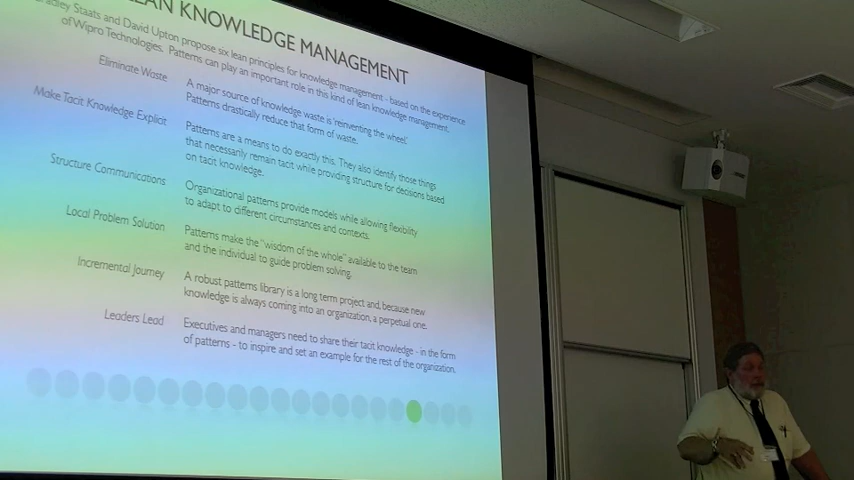 LEAN KNOWLEDGE MANAGEMENT
Bradley Staats and David Upton propose six lean principles for knowledge management - based on the experience
of Wipro Technologies. Patterns can play an important role in this kind of lean knowledge management.
Eliminate Waste
A major source of knowledge waste is 'reinventing the wheel.'
Patterns drastically reduce that form of waste.
Make Tacit Knowledge Explicit
Patterns are a means to do exactly this. They also identify those things
that necessarily remain tacit while providing structure for decisions based
on tacit knowledge.
Structure Communications
Organizational patterns provide models while allowing flexibility
to adapt to different circumstances and contexts.
Local Problem Solution
Patterns make the "wisdom of the whole" available to the team
and the individual to guide problem solving.
Incremental Journey
A robust patterns library is a long term project and, because new
knowledge is always coming into an organization, a perpetual one.
Leaders Lead
Executives and managers need to share their tacit knowledge - in the form
of patterns - to inspire and set an example for the rest of the organization.